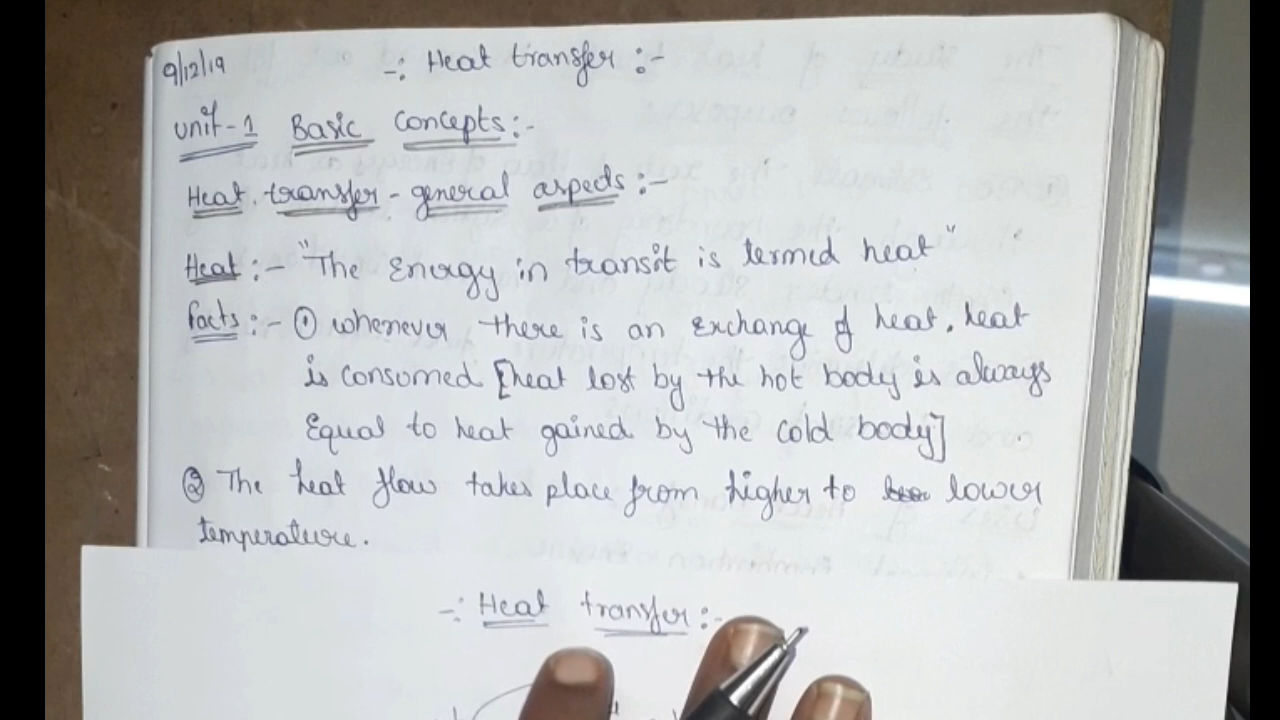 9/12/19
-: Heat transfer :-
Unit-1 Basic Concepts:-
Heat transfer - general aspects :-
Heat :- "The Energy in transit is termed heat"
Facts :- ① whenever there is an exchange of heat, heat
is consumed [heat lost by the hot body is always
Equal to heat gained by the cold body]
② The heat flow takes place from higher to lower
temperature.
-: Heat transfer :-